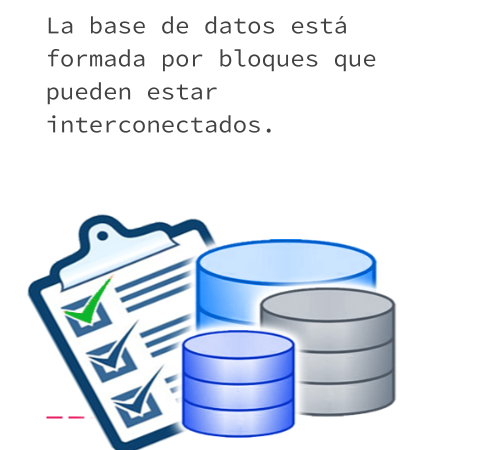 La base de datos está
formada por bloques que
pueden estar
interconectados.